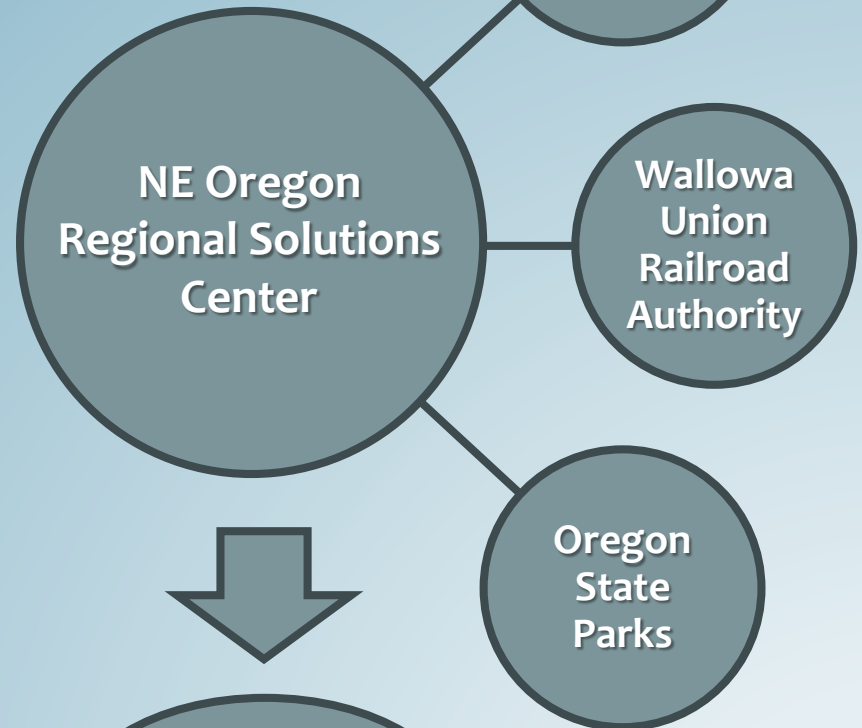 NE Oregon
Regional Solutions
Center
Wallowa
Union
Railroad
Authority
Oregon
State
Parks